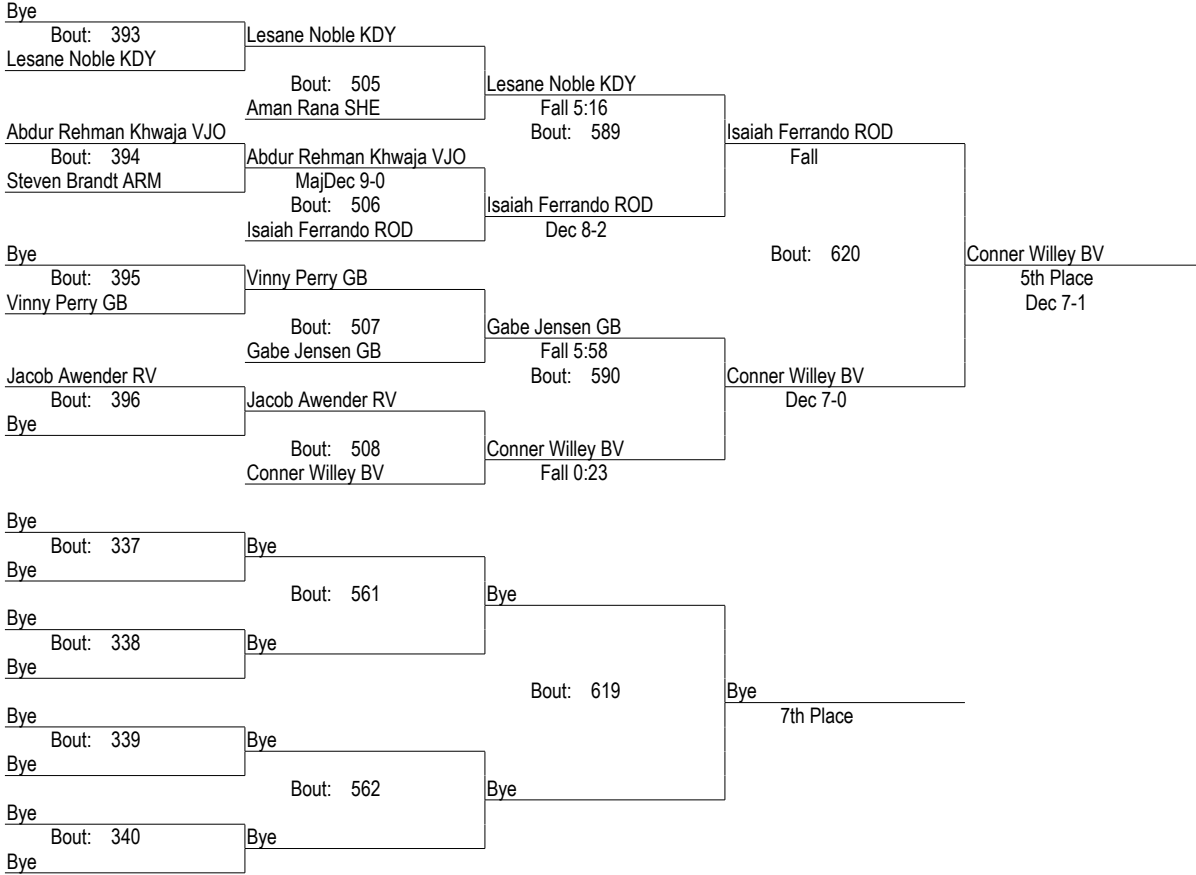 Bye
Bout: 393
Lesane Noble KDY
Lesane Noble KDY
Bout: 505
Aman Rana SHE
Lesane Noble KDY
Fall 5:16
Bout: 589
Abdur Rehman Khwaja VJO
Bout: 394
Steven Brandt ARM
Abdur Rehman Khwaja VJO
MajDec 9-0
Bout: 506
Isaiah Ferrando ROD
Isaiah Ferrando ROD
Dec 8-2
Isaiah Ferrando ROD
Fall
Bye
Bout: 395
Vinny Perry GB
Vinny Perry GB
Bout: 507
Gabe Jensen GB
Gabe Jensen GB
Fall 5:58
Bout: 590
Jacob Awender RV
Bout: 396
Bye
Jacob Awender RV
Bout: 508
Conner Willey BV
Conner Willey BV
Fall 0:23
Conner Willey BV
Dec 7-0
Bout: 620
Conner Willey BV
5th Place
Dec 7-1
Bye
Bout: 337
Bye
Bye
Bout: 561
Bye
Bout: 338
Bye
Bye
Bye
Bout: 619
Bye
Bout: 339
Bye
Bye
Bout: 562
Bye
Bout: 340
Bye
Bye
Bye
Bye
7th Place